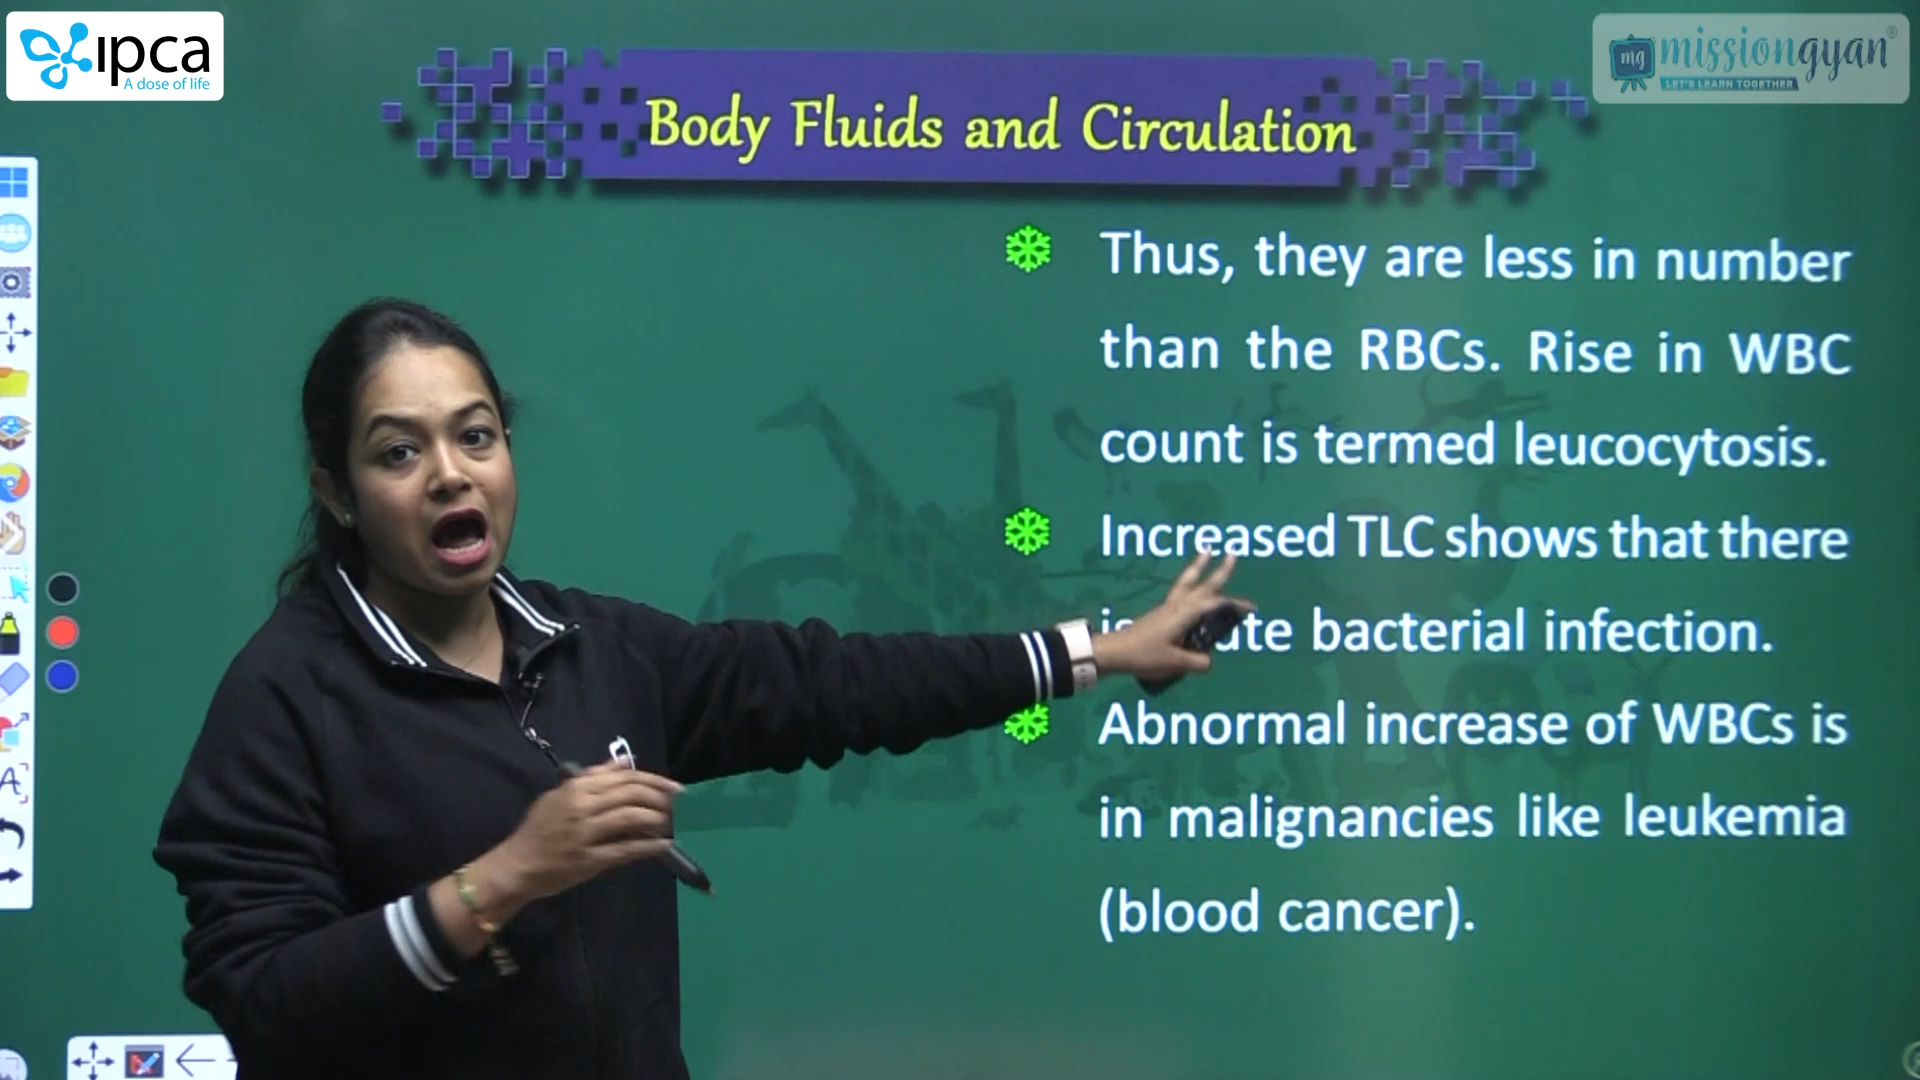 ipca
A dose of life
mg missiongyan®
LET'S LEARN TOGETHER
Body Fluids and Circulation
Thus, they are less in number
than the RBCs. Rise in WBC
count is termed leucocytosis.
Increased TLC shows that there
bacterial infection.
Abnormal increase of WBCs is
in malignancies like leukemia
(blood cancer).